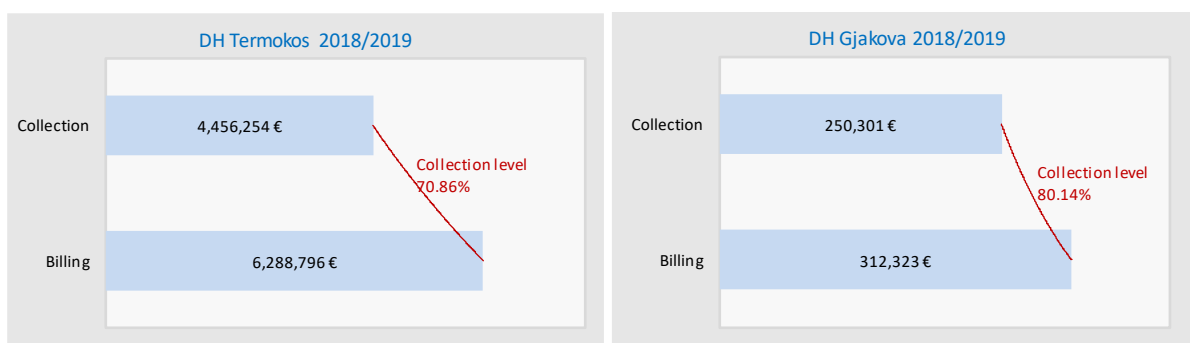 DH Termokos 2018/2019
Collection
4,456,254 €
Collection level
70.86%
Billing
6,288,796 €
DH Gjakova 2018/2019
Collection
250,301 €
Collection level
80.14%
Billing
312,323 €